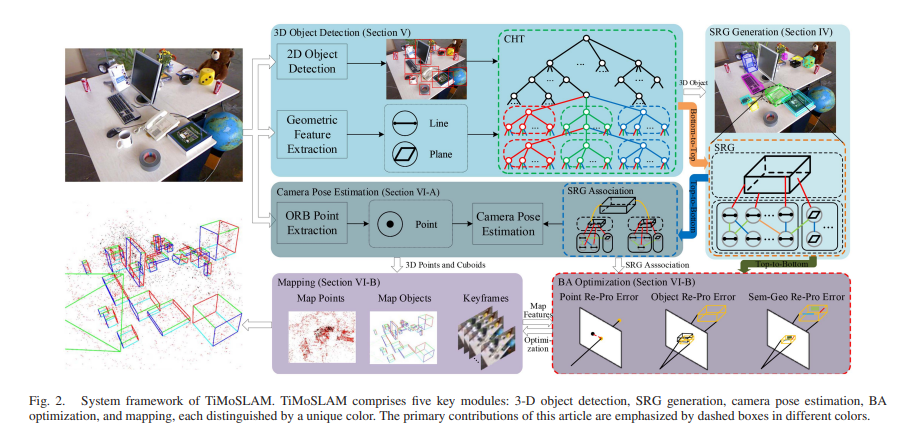 3D Object Detection (Section V)
2D Object
Detection
Geometric
Feature
Extraction
Line
Plane
CHT
3D Object
Bottom-to-Top
SRG Generation (Section IV)
SRG
Camera Pose Estimation (Section VI-A)
ORB Point
Extraction
Point
Camera Pose
Estimation
SRG Association
Top-to-Bottom
3D Points and Cuboids
SRG Asssociation
Top-to-Bottom
Mapping (Section VI-B)
Map Points
Map Objects
Keyframes
Map
Features
Optimi-
zation
BA Optimization (Section VI-B)
Point Re-Pro Error
Object Re-Pro Error
Sem-Geo Re-Pro Error
Fig. 2. System framework of TiMoSLAM. TiMoSLAM comprises five key modules: 3-D object detection, SRG generation, camera pose estimation, BA
optimization, and mapping, each distinguished by a unique color. The primary contributions of this article are emphasized by dashed boxes in different colors.